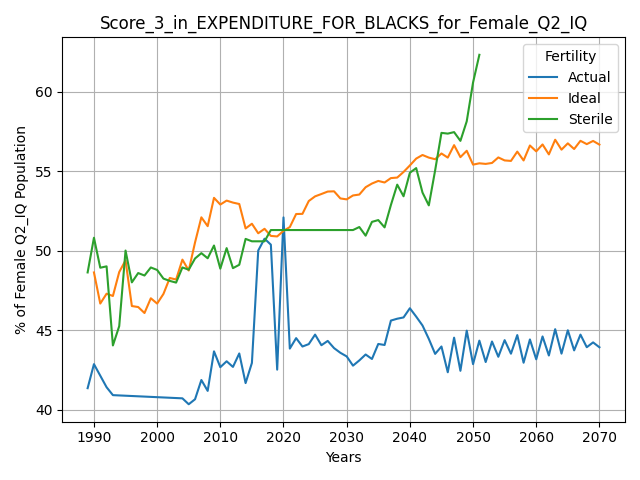 Score_3_in_EXPENDITURE_FOR_BLACKS_for_Female_Q2_IQ
% of Female Q2_IQ Population
60
55
50
45
40
Fertility
Actual
Ideal
Sterile
1990 2000 2010 2020 2030 2040 2050 2060 2070
Years